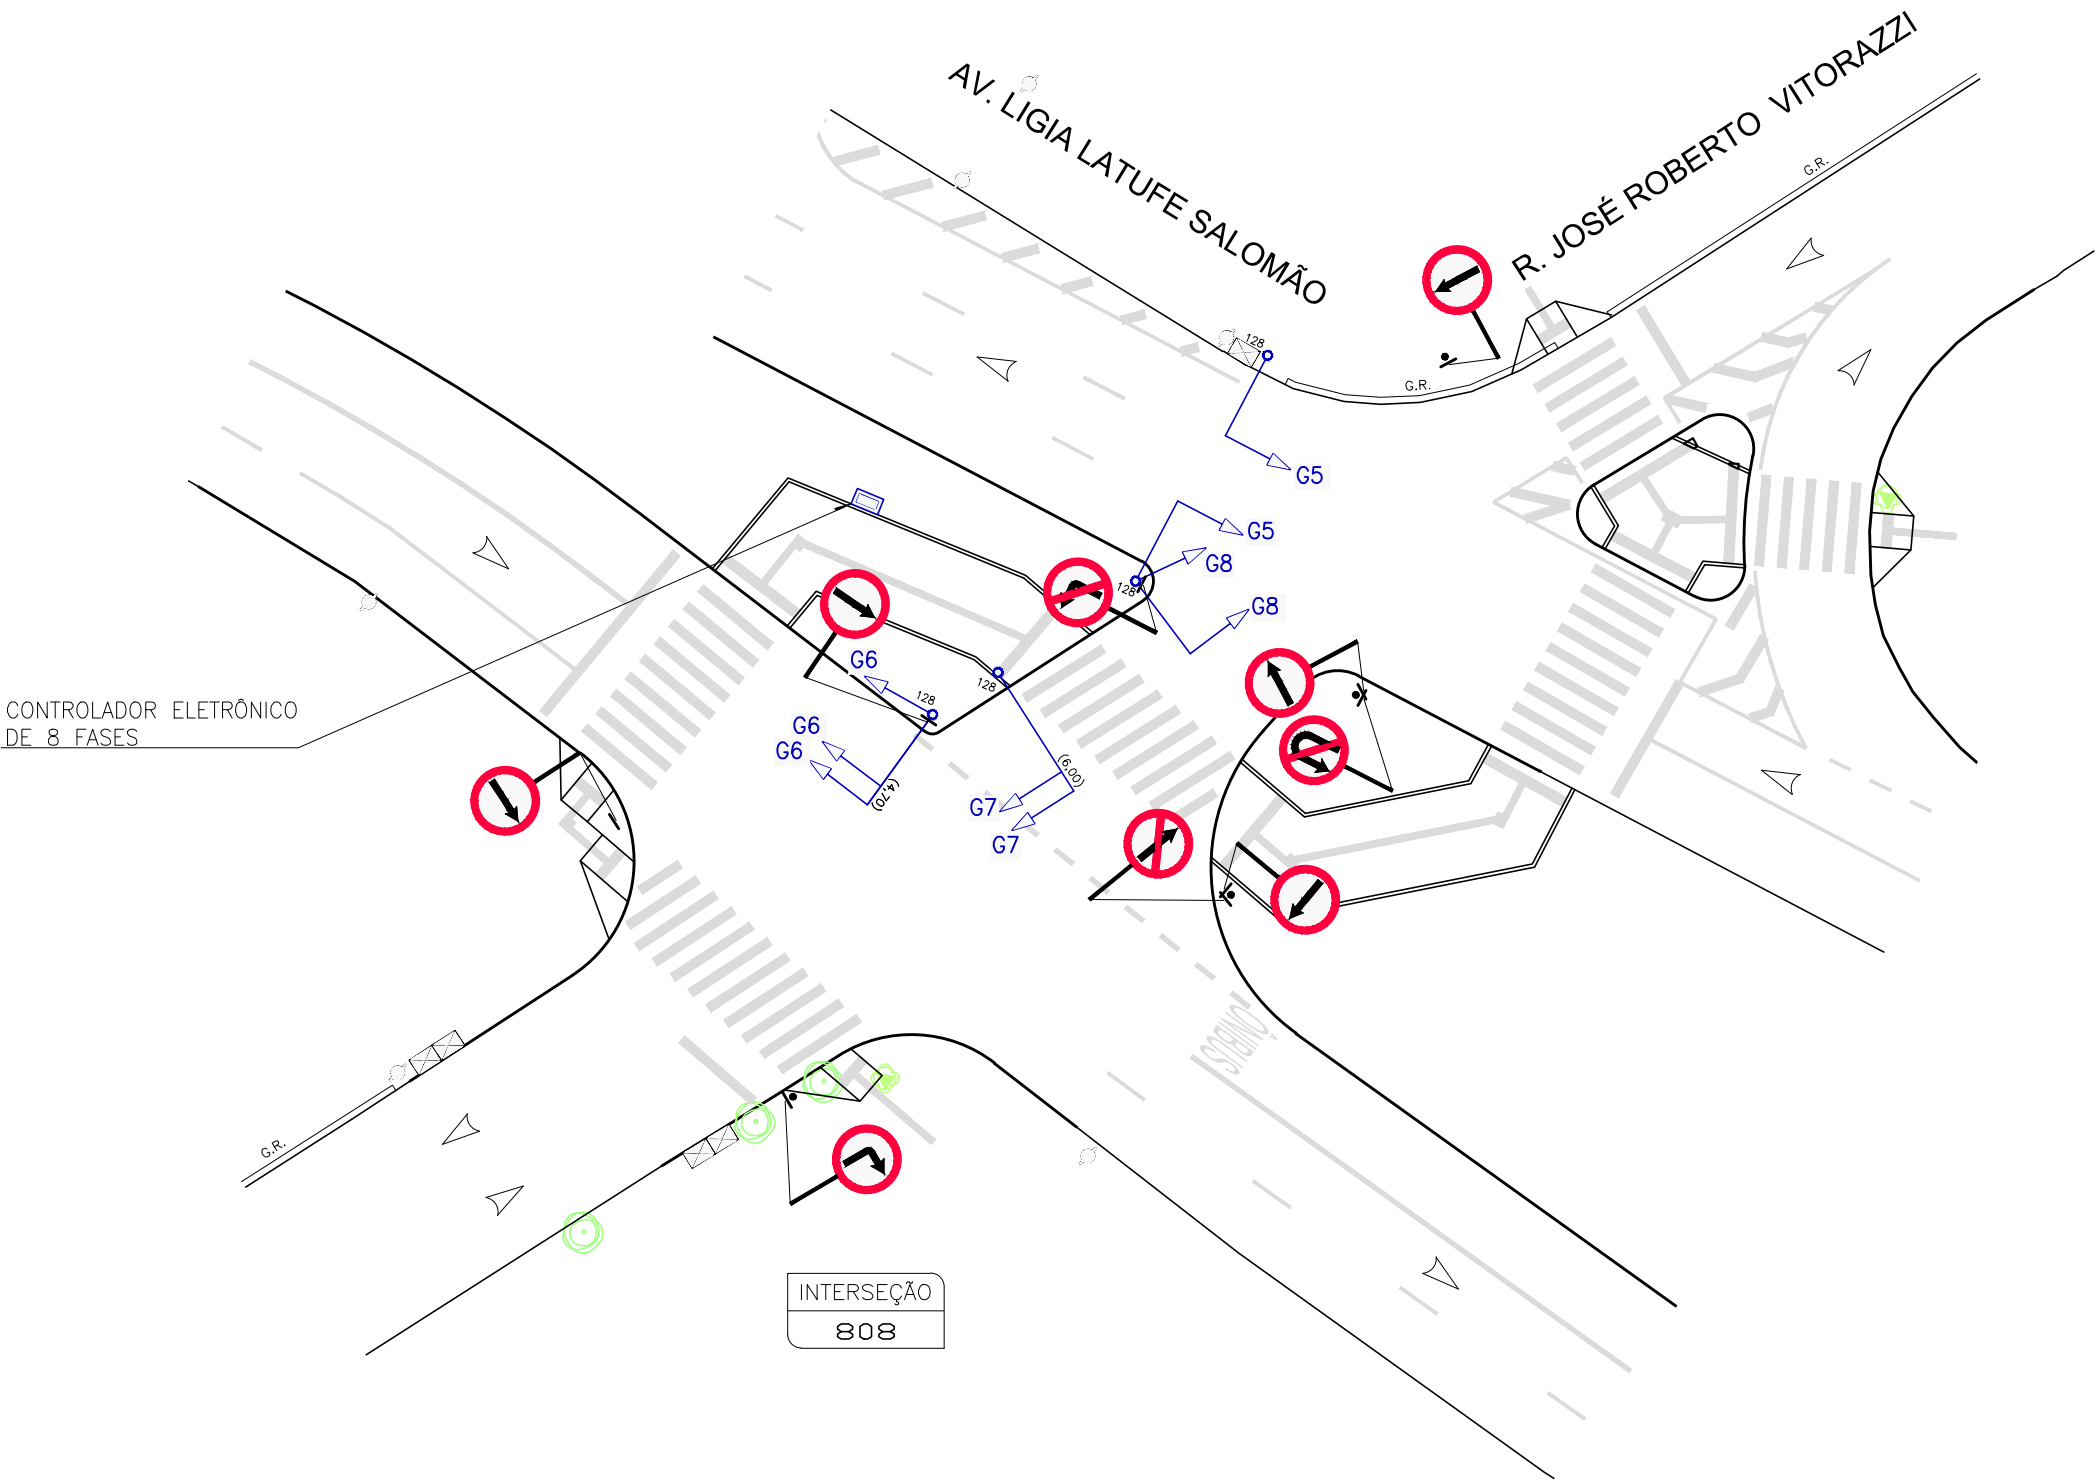 AV. LIGIA LATUFE SALOMÃO
R. JOSÉ ROBERTO VITORAZZI
G.R.
G.R.
128
G5
G5
G8
128
G8
G6
128
128
G6
G6
(4.70)
(6.00)
G7
G7
CONTROLADOR ELETRÔNICO
DE 8 FASES
ÔNIBUS
G.R.
INTERSEÇÃO
808